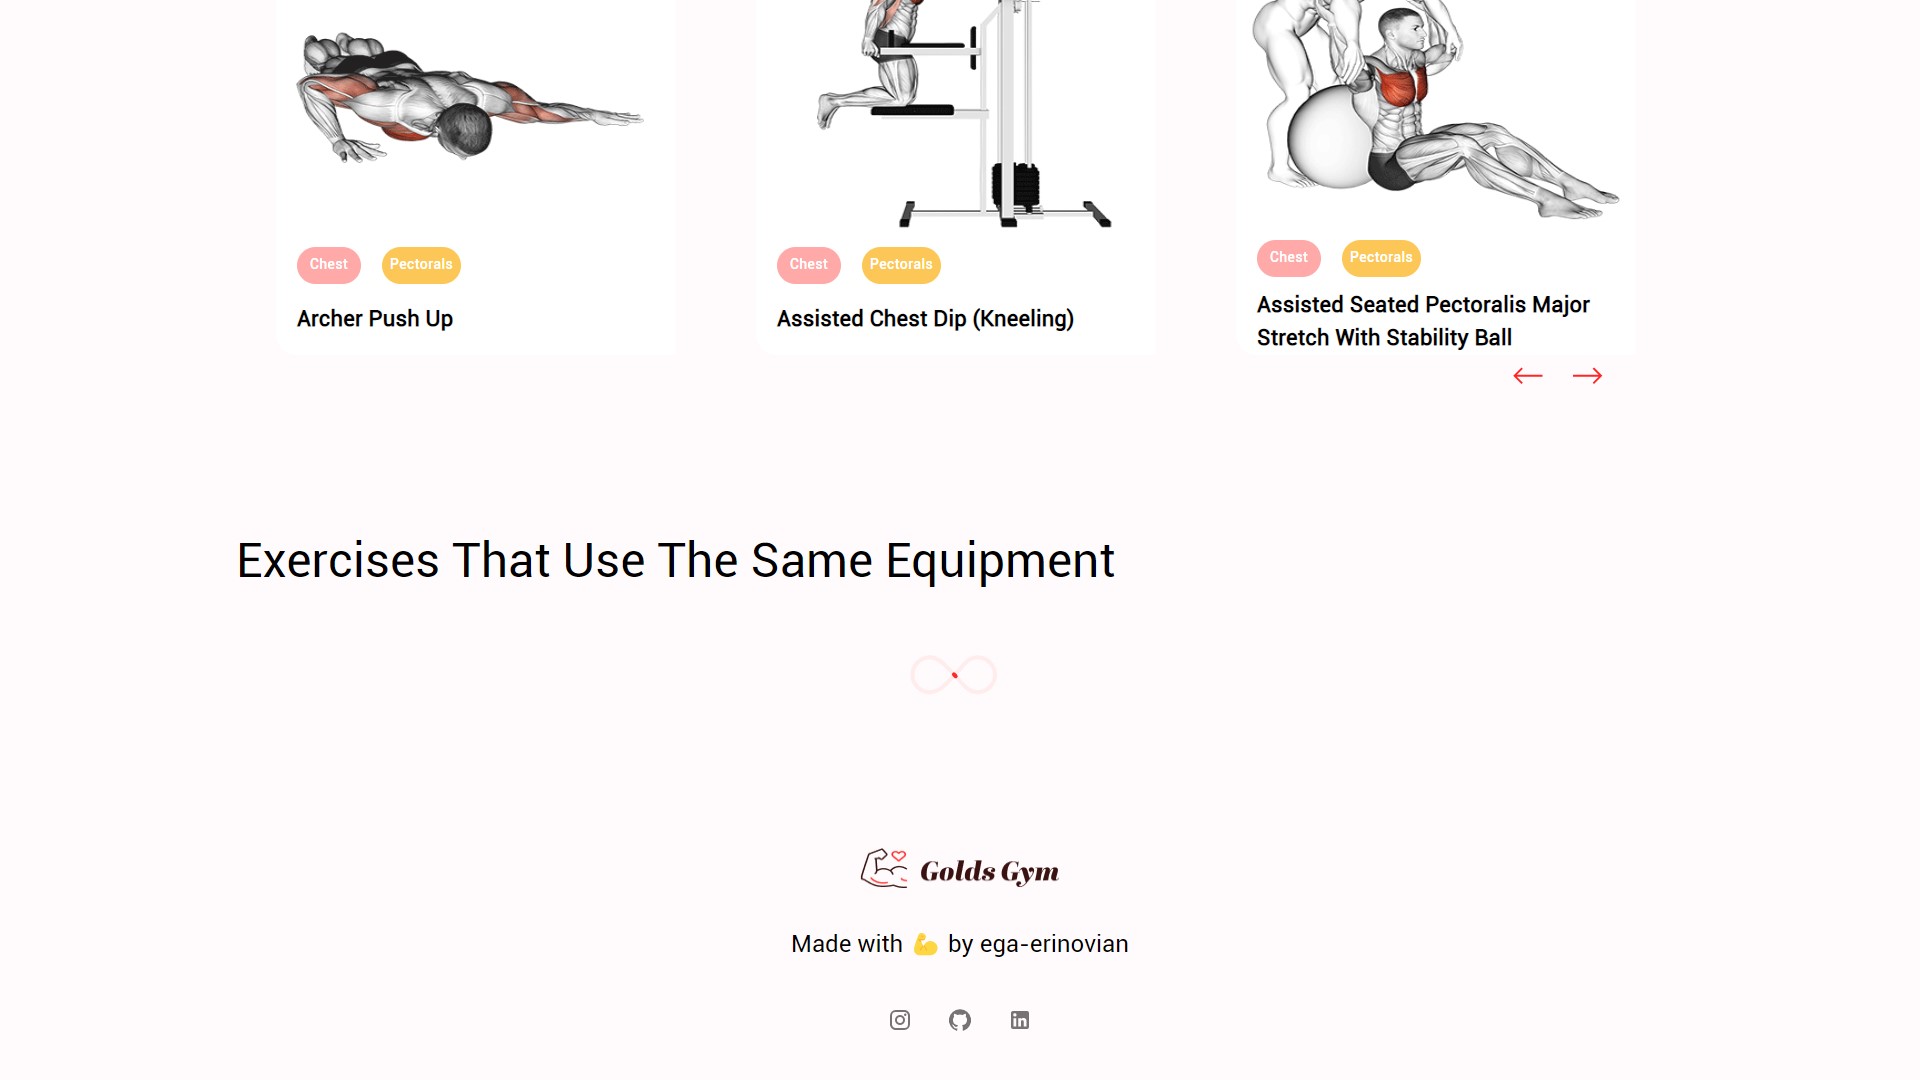 Chest Pectorals
Archer Push Up
Chest Pectorals
Assisted Chest Dip (Kneeling)
Chest Pectorals
Assisted Seated Pectoralis Major
Stretch With Stability Ball
Exercises That Use The Same Equipment
Golds Gym
Made with 💪 by ega-erinovian